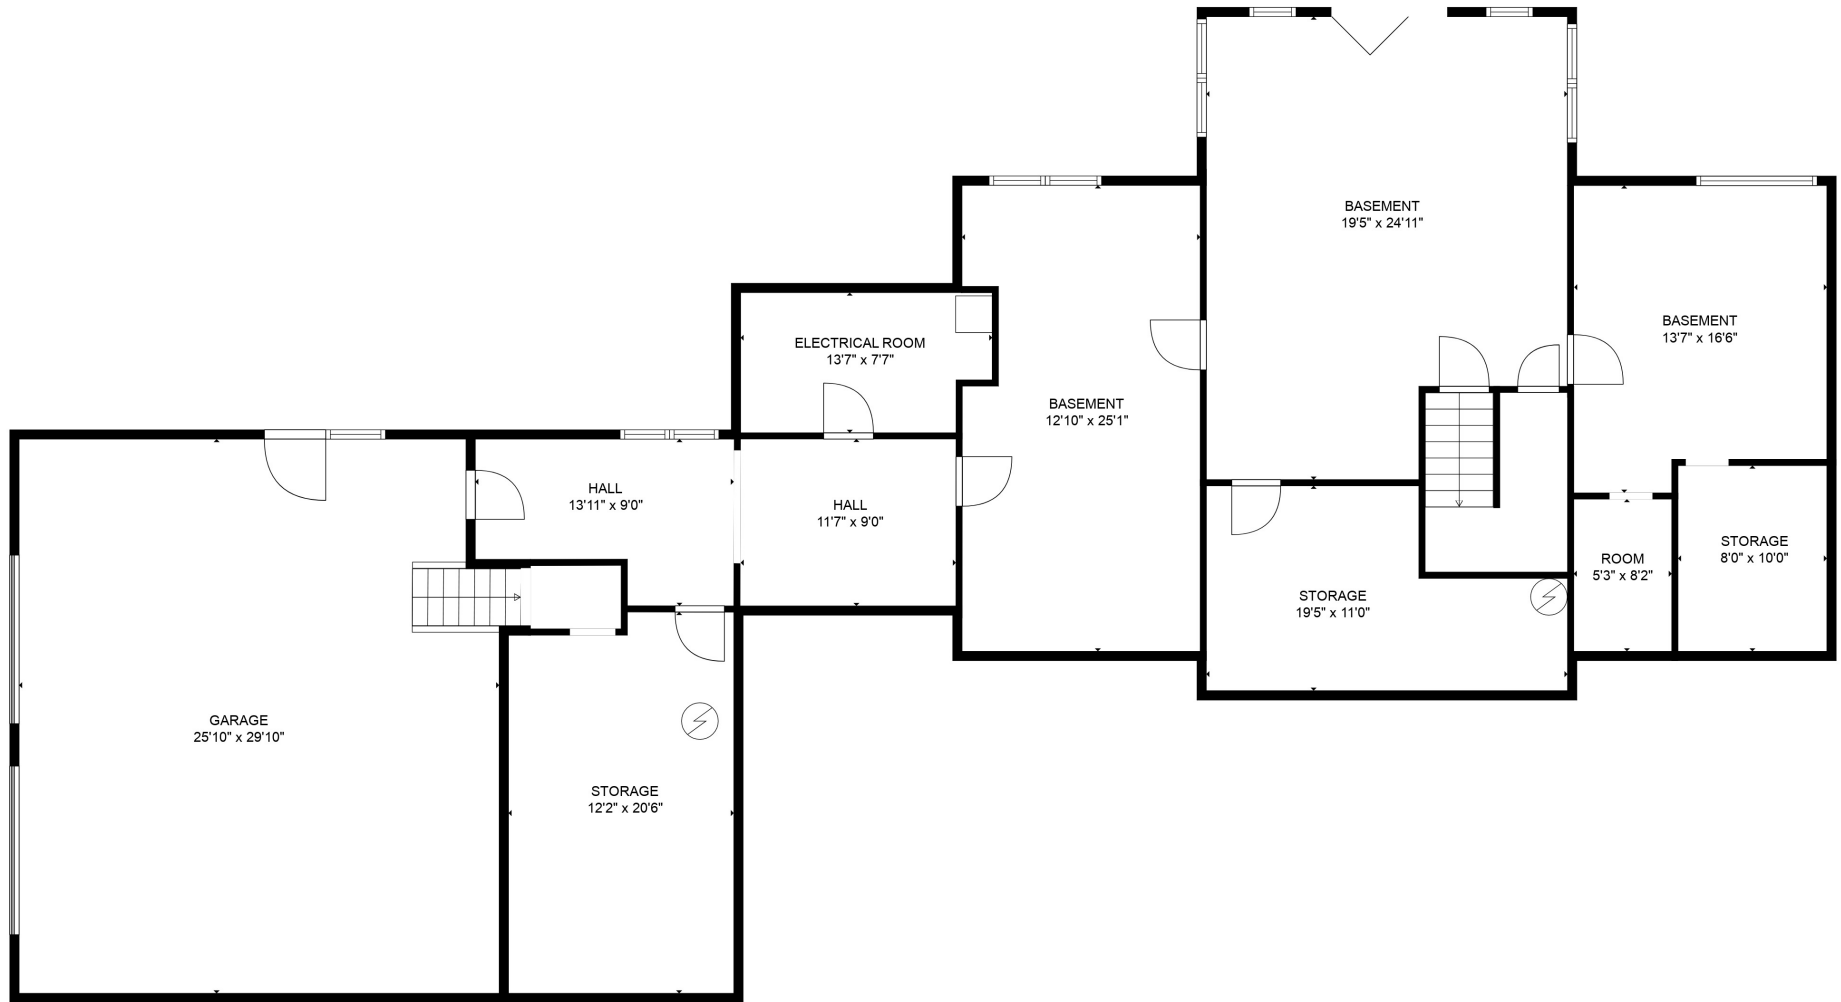 BASEMENT
19'5" x 24'11"
BASEMENT
13'7" x 16'6"
ELECTRICAL ROOM
13'7" x 7'7"
BASEMENT
12'10" x 25'1"
HALL
13'11" x 9'0"
HALL
11'7" x 9'0"
STORAGE
8'0" x 10'0"
ROOM
5'3" x 8'2"
STORAGE
19'5" x 11'0"
GARAGE
25'10" x 29'10"
STORAGE
12'2" x 20'6"